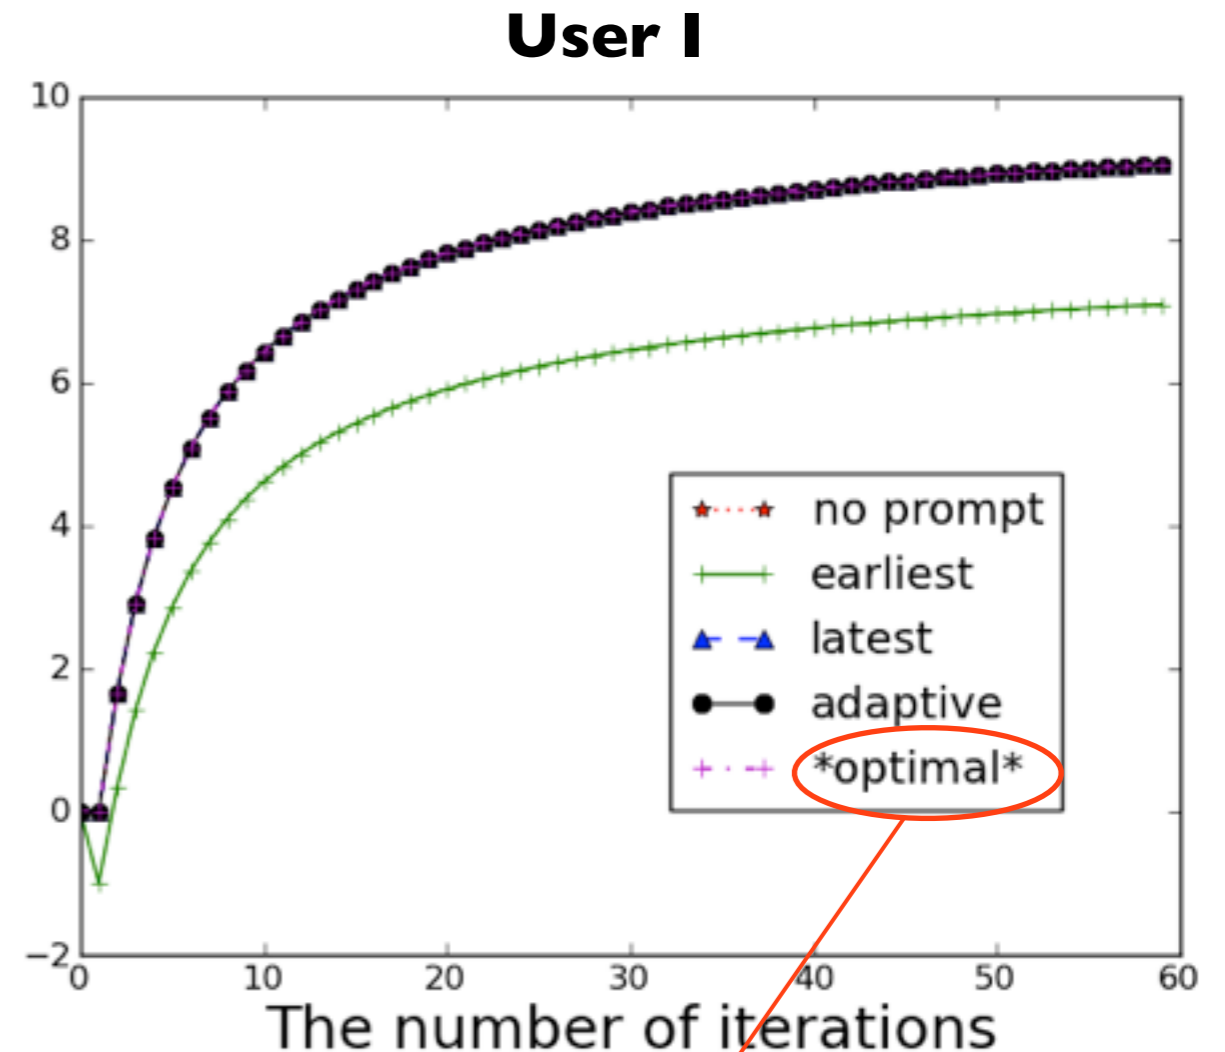 User 1
10
8
6
4
2
0
−2
no prompt
earliest
latest
adaptive
*optimal*
0 10 20 30 40 50 60
The number of iterations